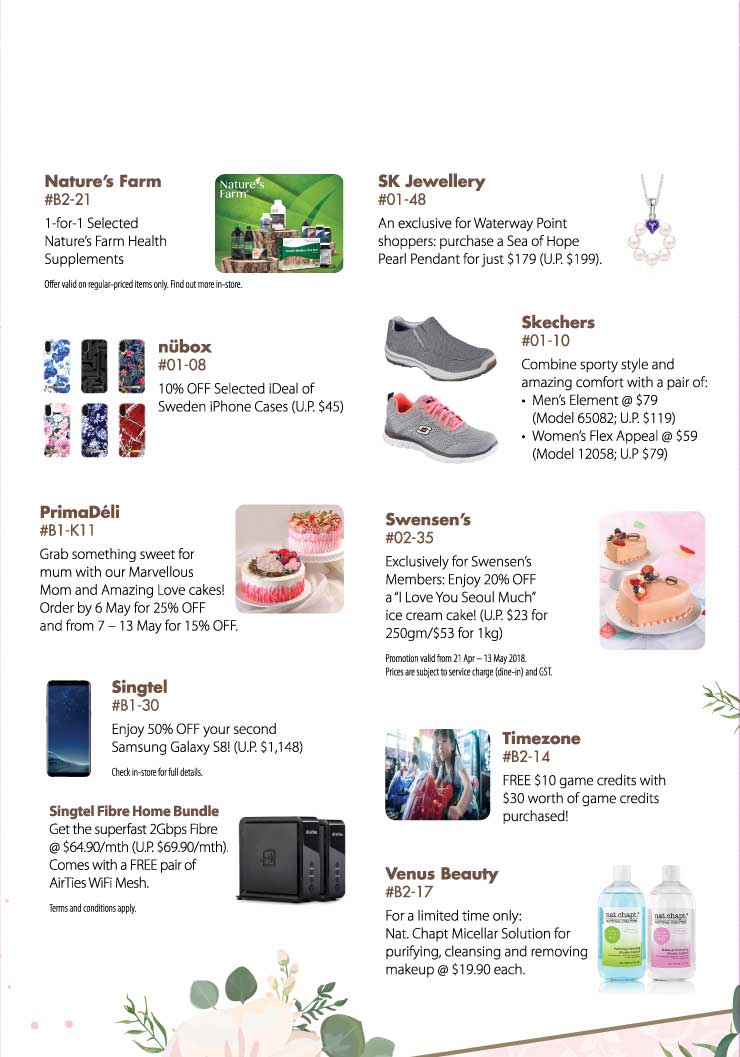 Nature's Farm
#B2-21
1-for-1 Selected
Nature's Farm Health
Supplements
Offer valid on regular-priced items only. Find out more in-store.
Nature's
Farm
SK Jewellery
#01-48
An exclusive for Waterway Point
shoppers: purchase a Sea of Hope
Pearl Pendant for just $179 (U.P. $199).
nübox
#01-08
10% OFF Selected iDeal of
Sweden iPhone Cases (U.P. $45)
Skechers
#01-10
Combine sporty style and
amazing comfort with a pair of:
• Men's Element @ $79
(Model 65082; U.P. $119)
• Women's Flex Appeal @ $59
(Model 12058; U.P $79)
PrimaDéli
#B1-K11
Grab something sweet for
mum with our Marvellous
Mom and Amazing Love cakes!
Order by 6 May for 25% OFF
and from 7 – 13 May for 15% OFF.
Swensen's
#02-35
Exclusively for Swensen's
Members: Enjoy 20% OFF
a "I Love You Seoul Much"
ice cream cake! (U.P. $23 for
250gm/$53 for 1kg)
Promotion valid from 21 Apr – 13 May 2018.
Prices are subject to service charge (dine-in) and GST.
Singtel
#B1-30
Enjoy 50% OFF your second
Samsung Galaxy S8! (U.P. $1,148)
Check in-store for full details.
Singtel Fibre Home Bundle
Get the superfast 2Gbps Fibre
@ $64.90/mth (U.P. $69.90/mth).
Comes with a FREE pair of
AirTies WiFi Mesh.
Terms and conditions apply.
Timezone
#B2-14
FREE $10 game credits with
$30 worth of game credits
purchased!
Venus Beauty
#B2-17
For a limited time only:
Nat. Chapt Micellar Solution for
purifying, cleansing and removing
makeup @ $19.90 each.
nat.chapt.
nat.chapt.